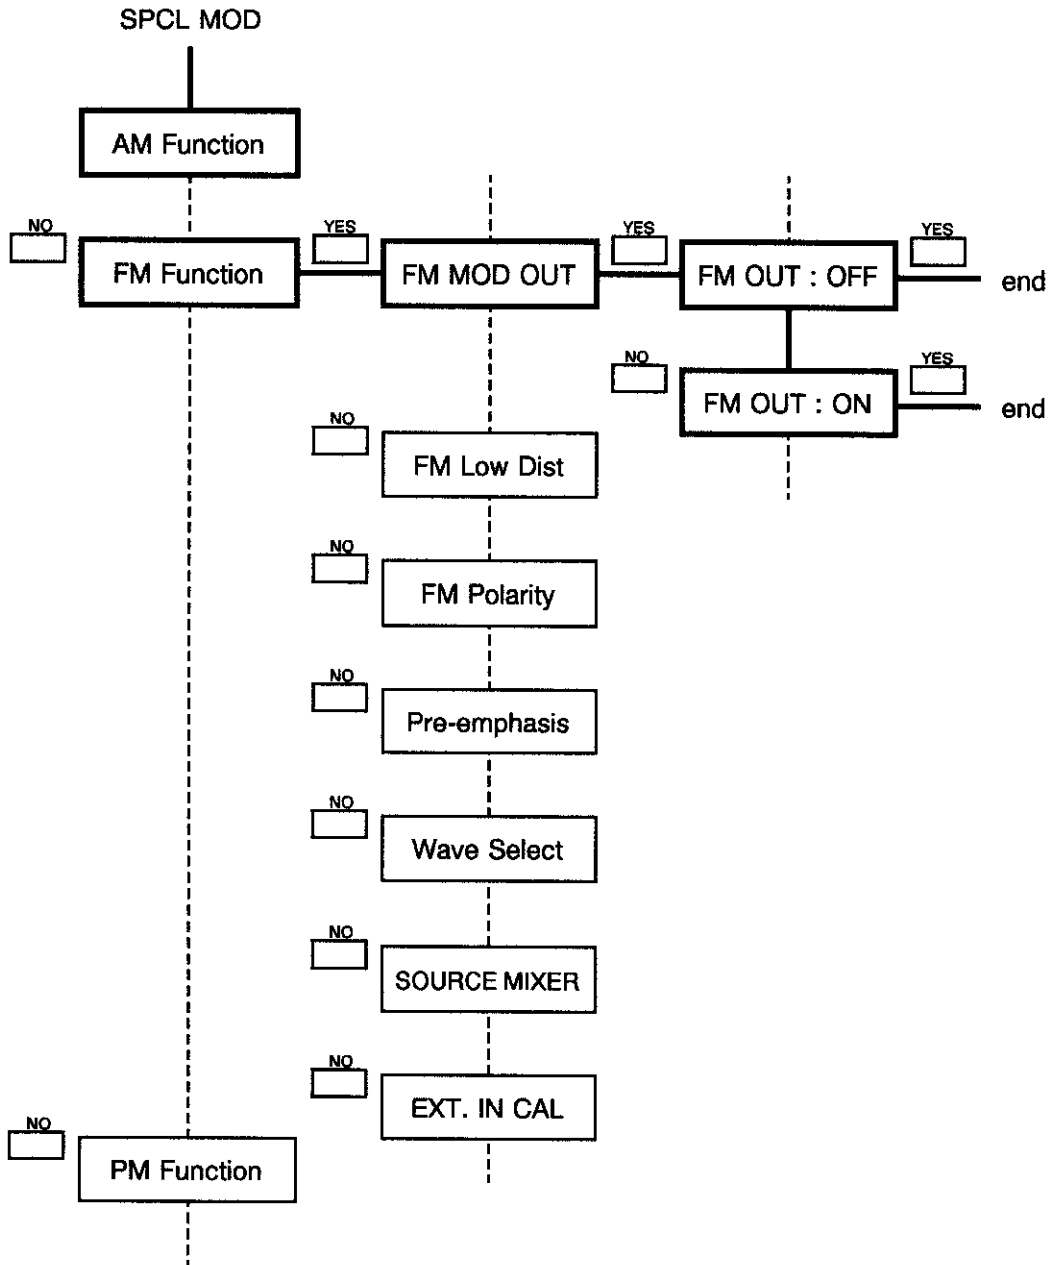 SPCL MOD
AM Function
NO
FM Function
YES
FM MOD OUT
YES
FM OUT : OFF
YES
end
NO
FM OUT : ON
YES
end
NO
FM Low Dist
NO
FM Polarity
NO
Pre-emphasis
NO
Wave Select
NO
SOURCE MIXER
NO
EXT. IN CAL
NO
PM Function